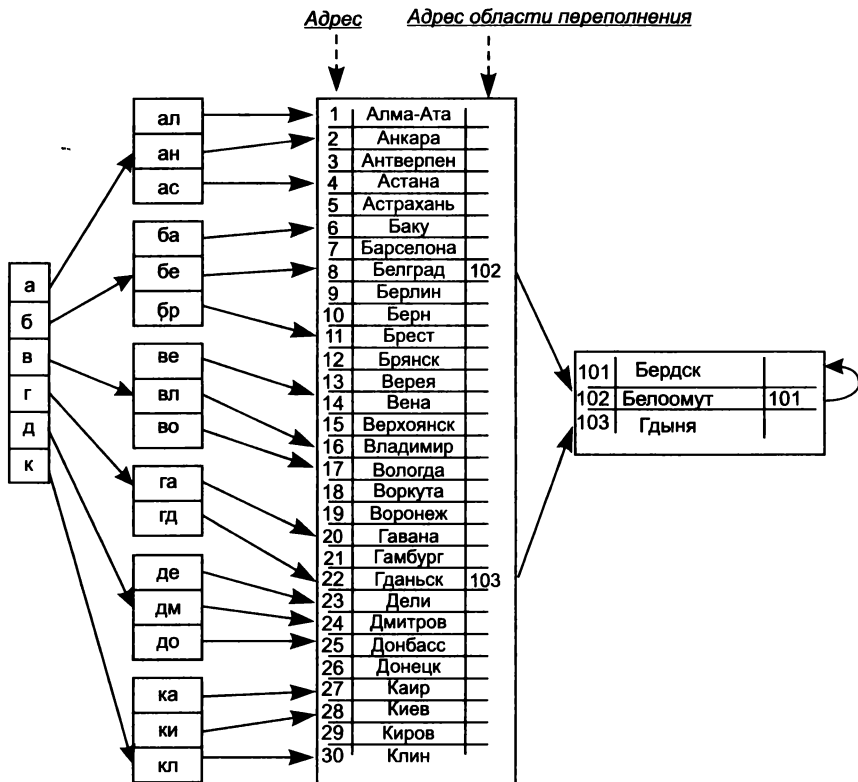 Адрес
Адрес области переполнения
а
б
в
г
д
к
ал
ан
ас
ба
бе
бр
ве
вл
во
га
гд
де
дм
до
ка
ки
кл
1 Алма-Ата
2 Анкара
3 Антверпен
4 Астана
5 Астрахань
6 Баку
7 Барселона
8 Белград 102
9 Берлин
10 Берн
11 Брест
12 Брянск
13 Верея
14 Вена
15 Верхоянск
16 Владимир
17 Вологда
18 Воркута
19 Воронеж
20 Гавана
21 Гамбург
22 Гданьск 103
23 Дели
24 Дмитров
25 Донбасс
26 Донецк
27 Каир
28 Киев
29 Киров
30 Клин
101 Бердск
102 Белоомут 101
103 Гдыня